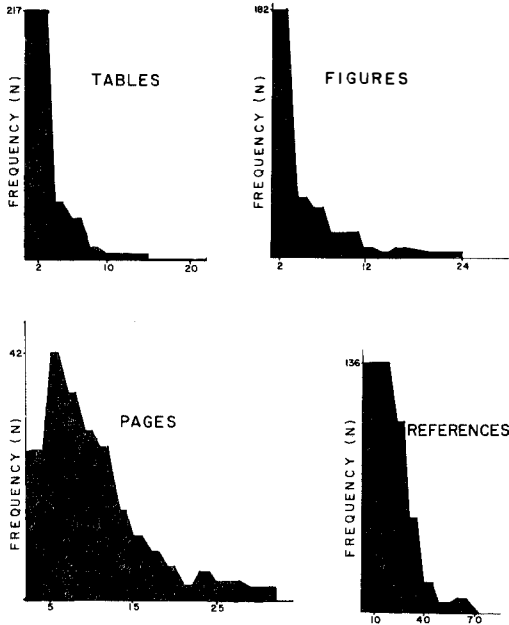 217
TABLES
FREQUENCY (N)
2 10 20
182
FIGURES
FREQUENCY (N)
2 12 24
42
PAGES
FREQUENCY (N)
5 15 25
136
REFERENCES
FREQUENCY (N)
10 40 70